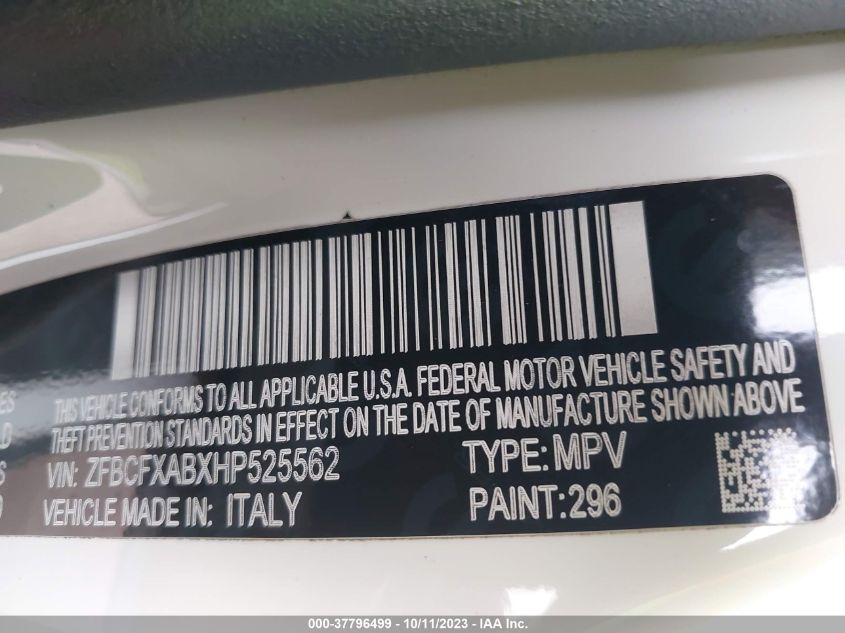 THIS VEHICLE CONFORMS TO ALL APPLICABLE U.S.A. FEDERAL MOTOR VEHICLE SAFETY AND
THEFT PREVENTION STANDARDS IN EFFECT ON THE DATE OF MANUFACTURE SHOWN ABOVE
VIN: ZFBCFXABXHP525562 TYPE: MPV
VEHICLE MADE IN: ITALY PAINT:296
000-37796499 - 10/11/2023 - IAA Inc.